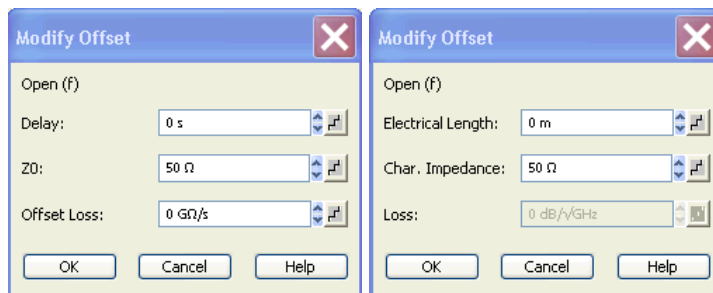 Modify Offset
Open (f)
Delay: 0 s
Z0: 50 Ω
Offset Loss: 0 GΩ/s
OK Cancel Help
Modify Offset
Open (f)
Electrical Length: 0 m
Char. Impedance: 50 Ω
Loss: 0 dB/√GHz
OK Cancel Help